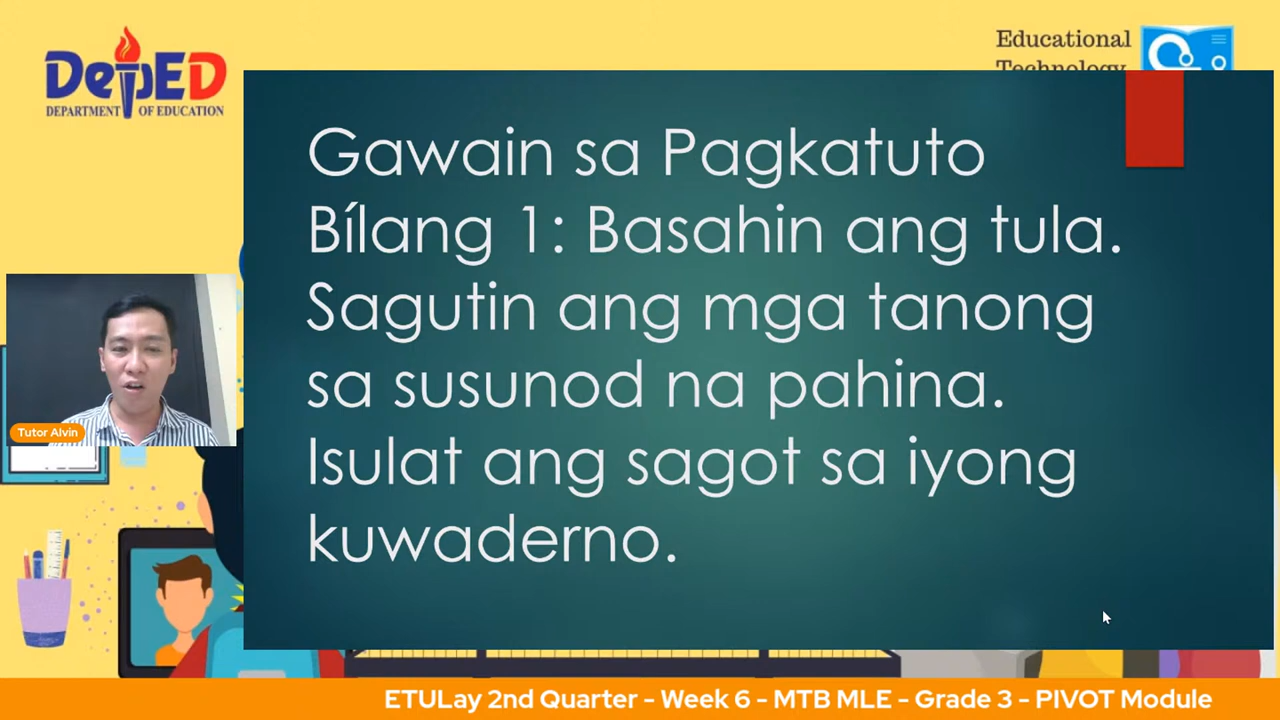 DepED
DEPARTMENT OF EDUCATION
Educational
Technology
Gawain sa Pagkatuto
Bílang 1: Basahin ang tula.
Sagutin ang mga tanong
sa susunod na pahina.
Isulat ang sagot sa iyong
kuwaderno.
Tutor Alvin
ETULay 2nd Quarter - Week 6 - MTB MLE - Grade 3 - PIVOT Module